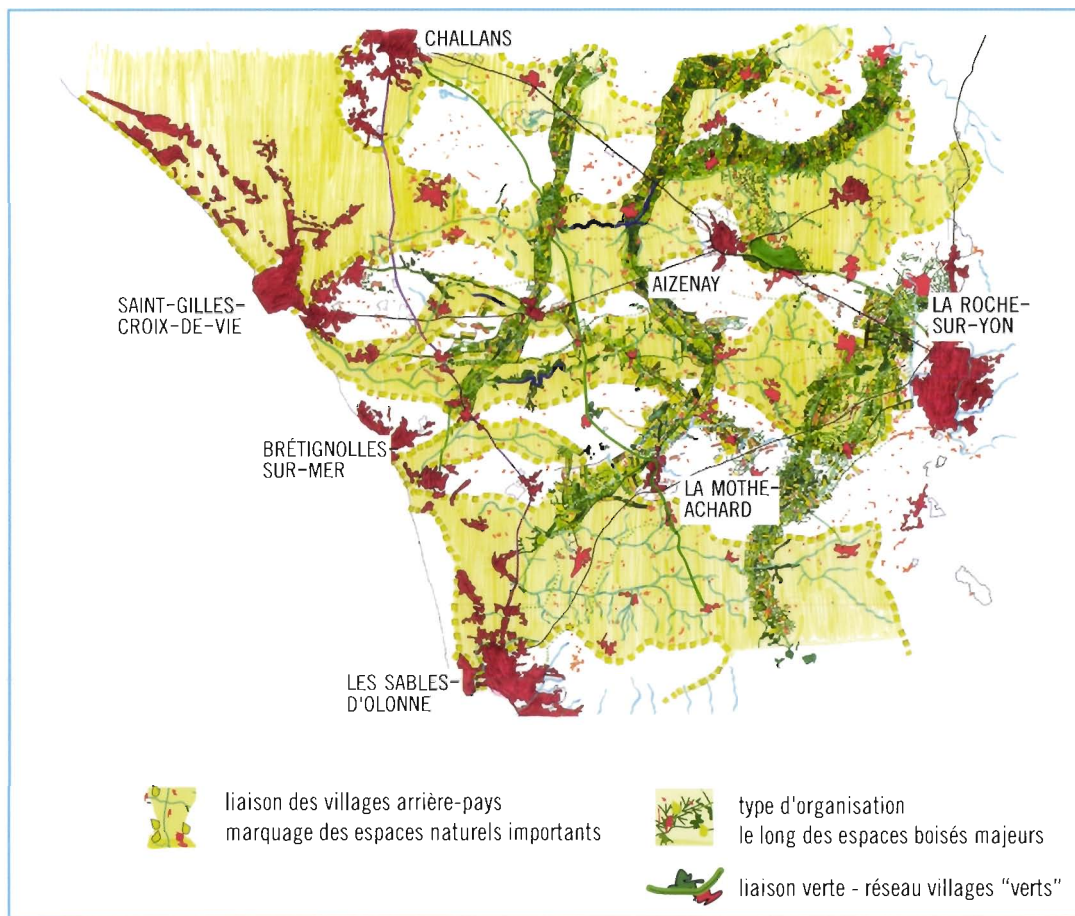 CHALLANS
SAINT-GILLES-
CROIX-DE-VIE
AIZENAY
LA ROCHE-
SUR-YON
BRÉTIGNOLLES
SUR-MER
LA MOTHE-
ACHARD
LES SABLES-
D'OLONNE
liaison des villages arrière-pays
marquage des espaces naturels importants
type d'organisation
le long des espaces boisés majeurs
liaison verte - réseau villages "verts"